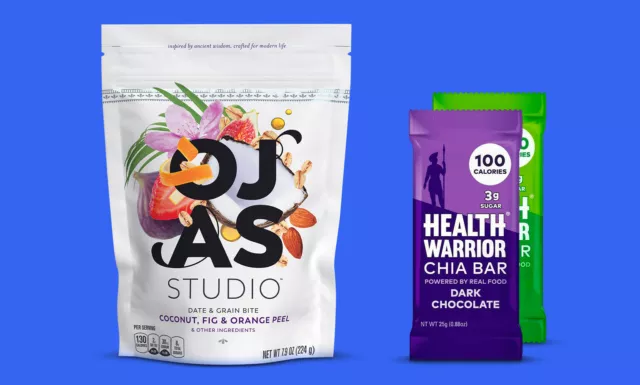 inspired by ancient wisdom, crafted for modern life
OJ
AS
STUDIO
DATE & GRAIN BITE
COCONUT, FIG & ORANGE PEEL
& OTHER INGREDIENTS
PER SERVING
130
NET WT 7.9 OZ (224 g)
100
CALORIES
3g
SUGAR
HEALTH
WARRIOR®
CHIA BAR
POWERED BY REAL FOOD
DARK
CHOCOLATE
NET WT 25g (0.88oz)